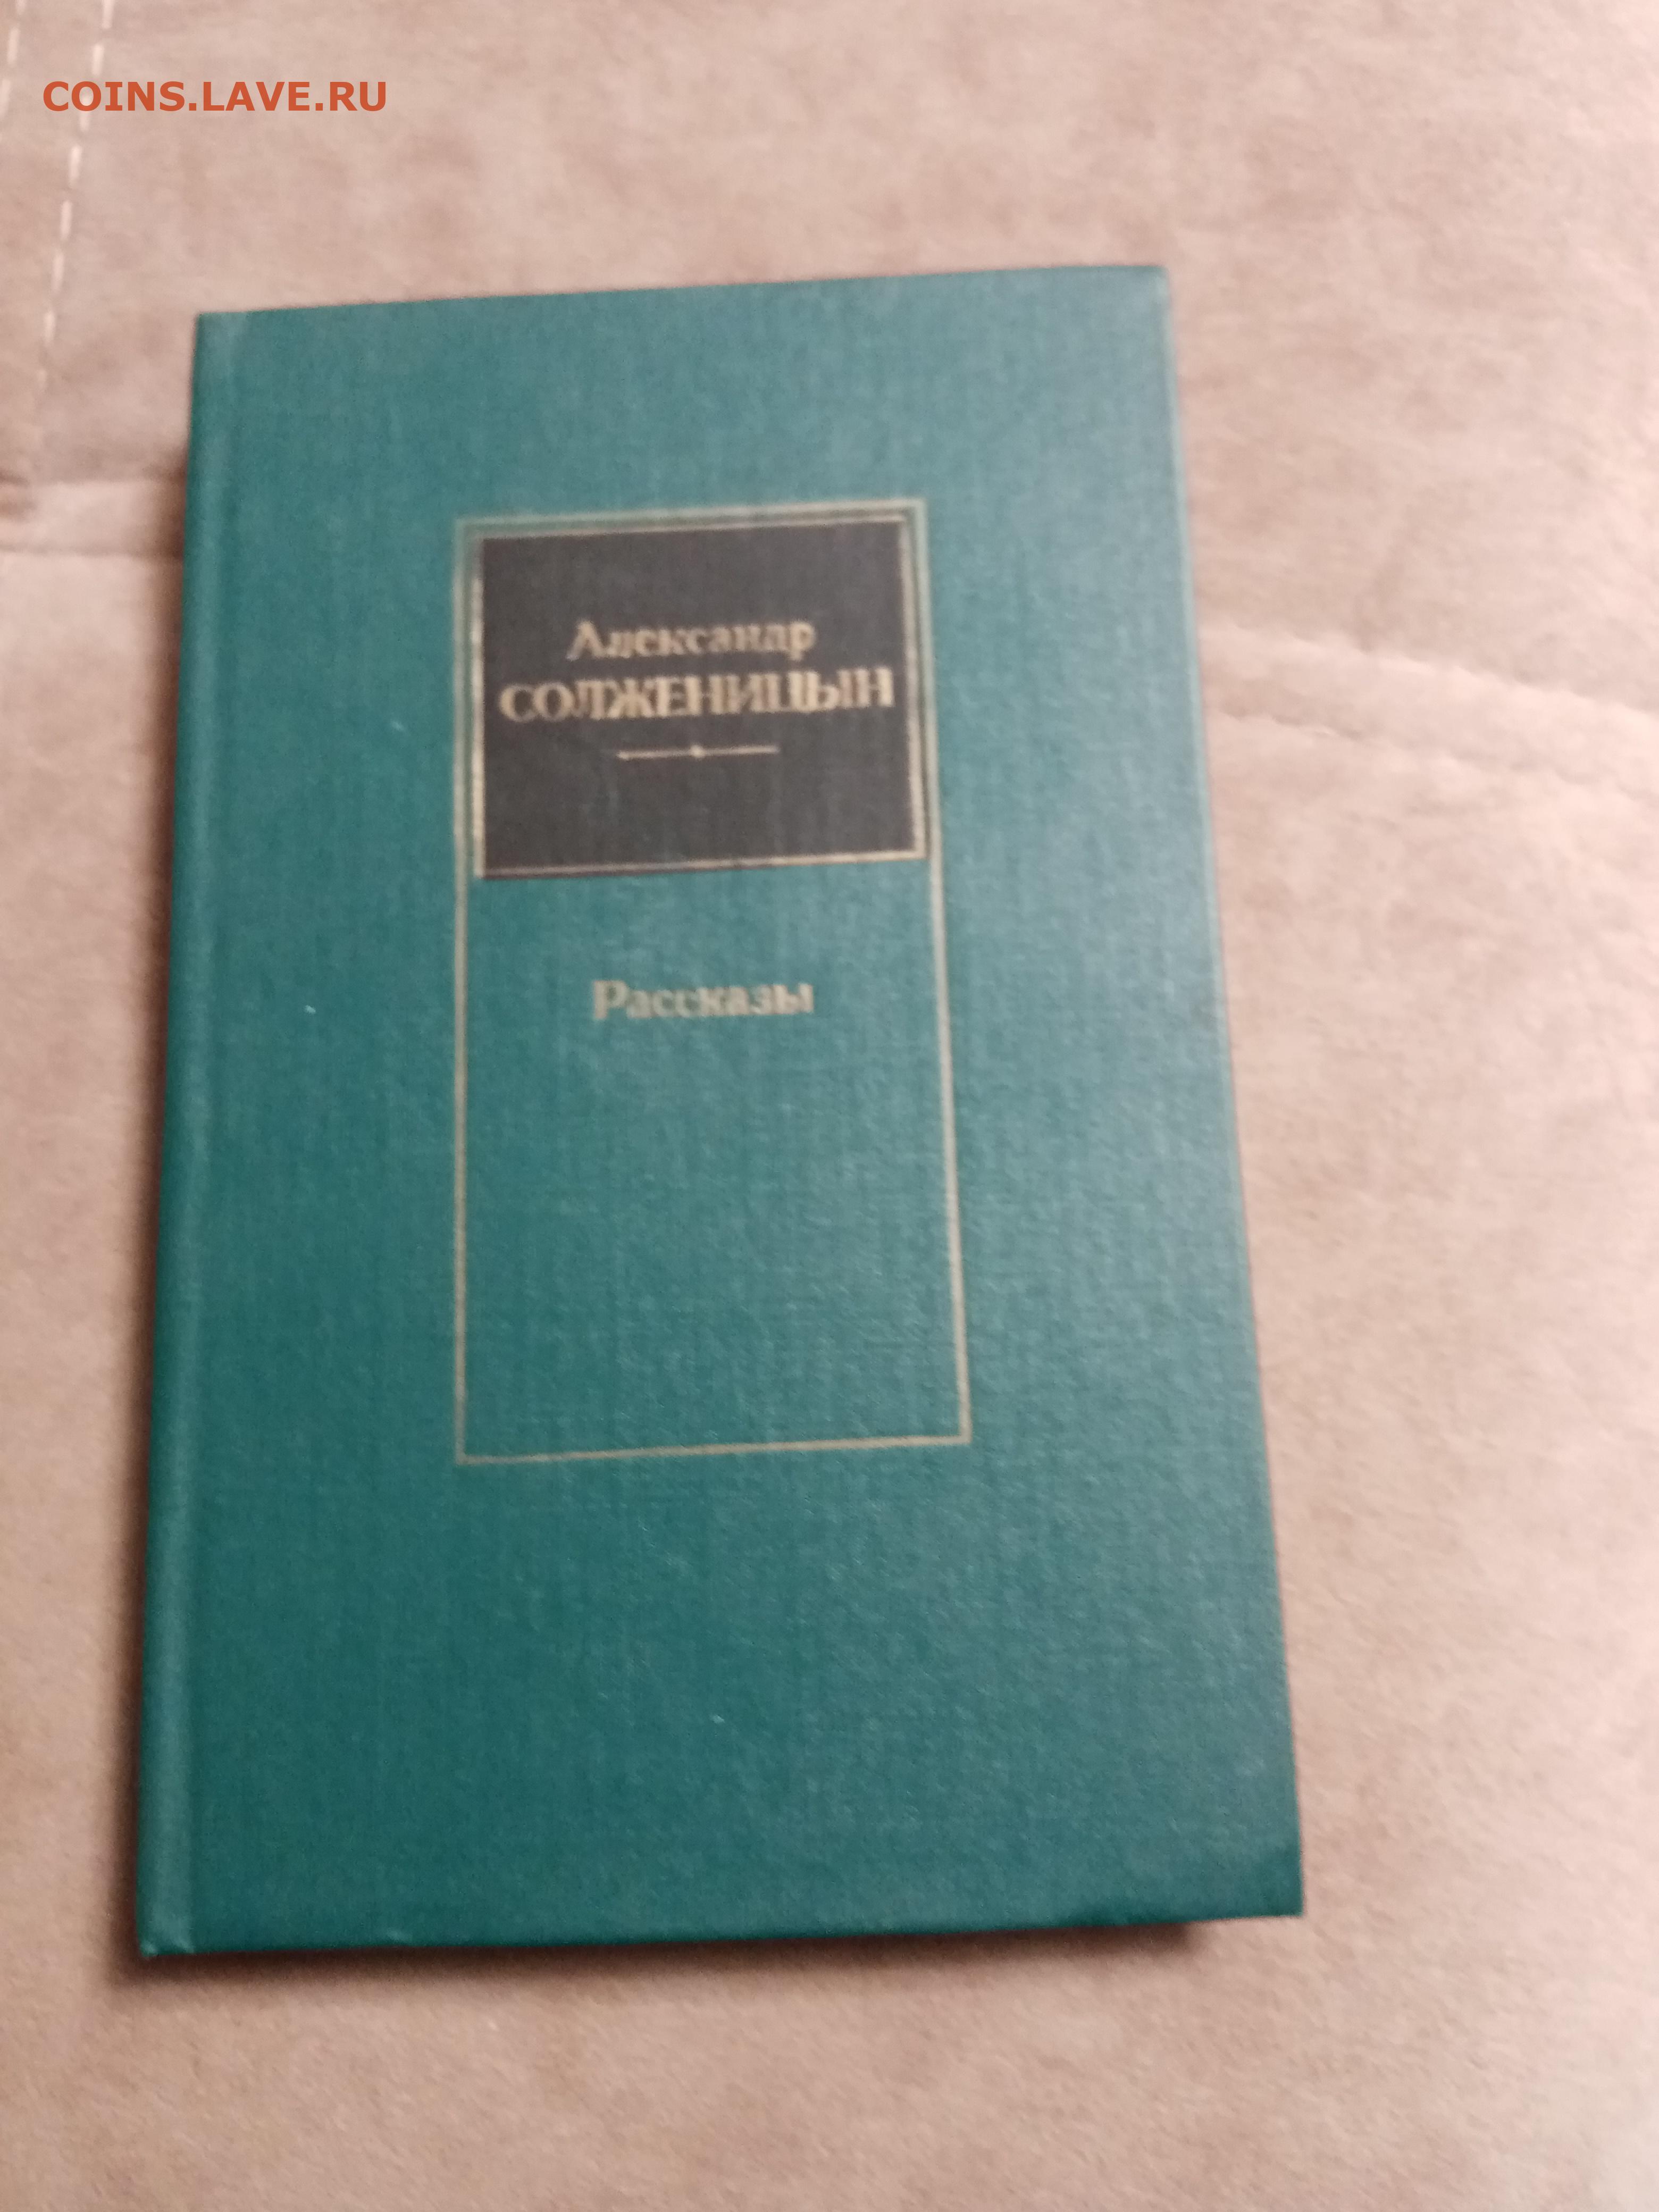 COINS.LAVE.RU
Александр
СОЛЖЕНИЦЫН
Рассказы